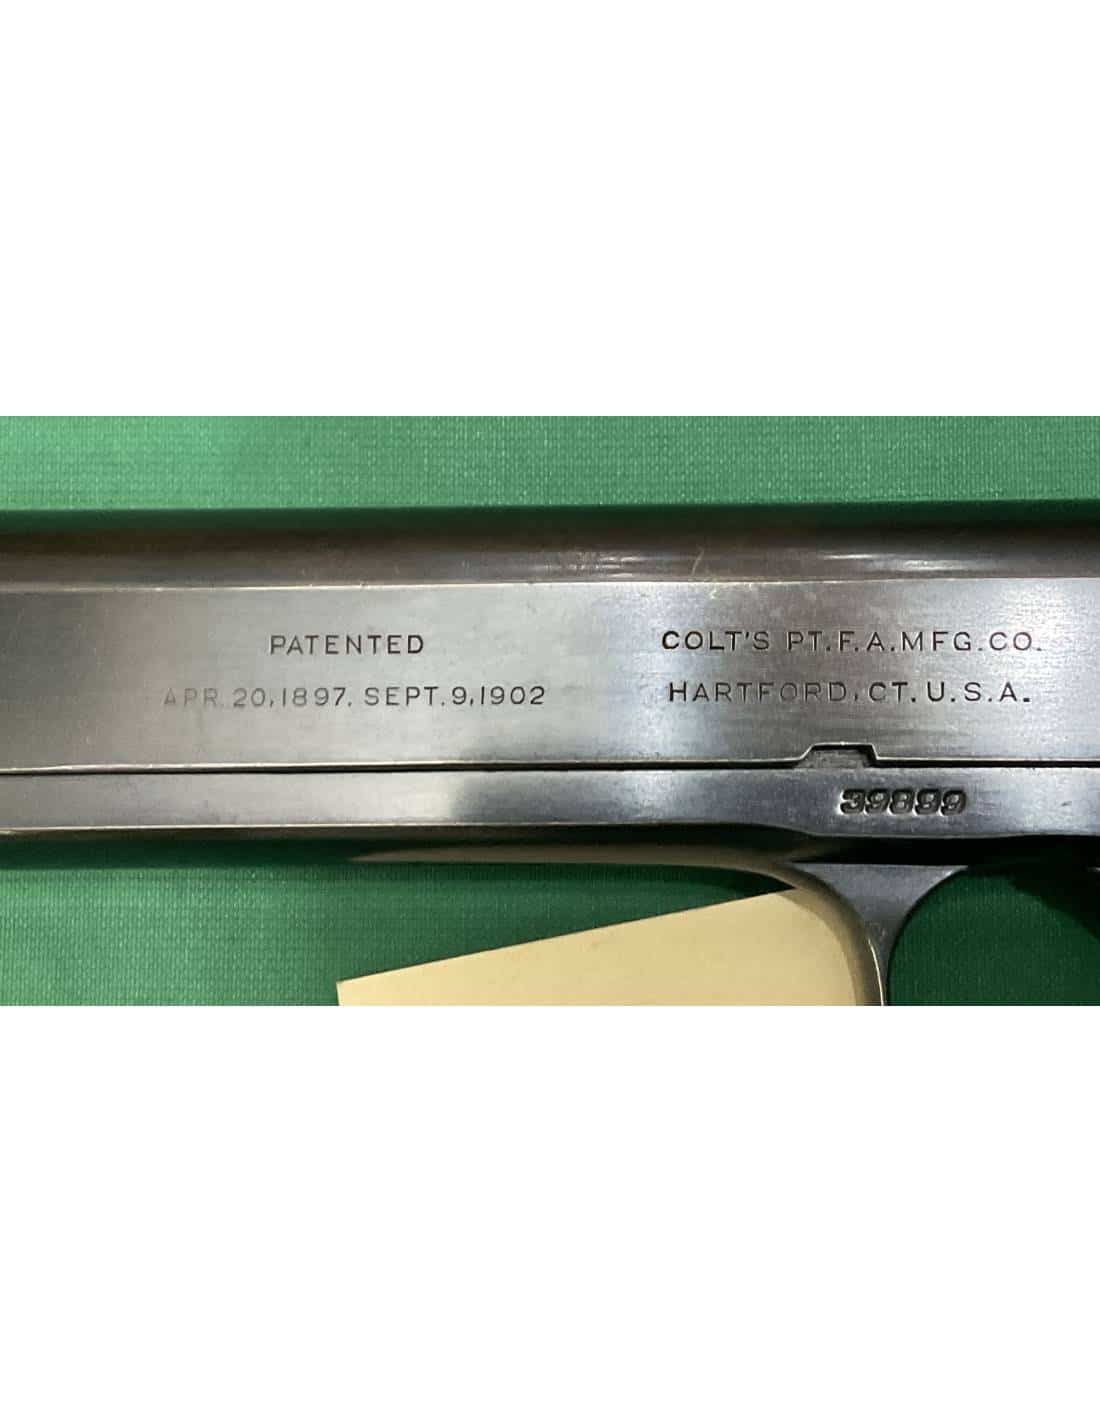 PATENTED
APR. 20,1897. SEPT. 9,1902
COLT'S PT.F.A.MFG.CO.
HARTFORD, CT. U.S.A.
39899